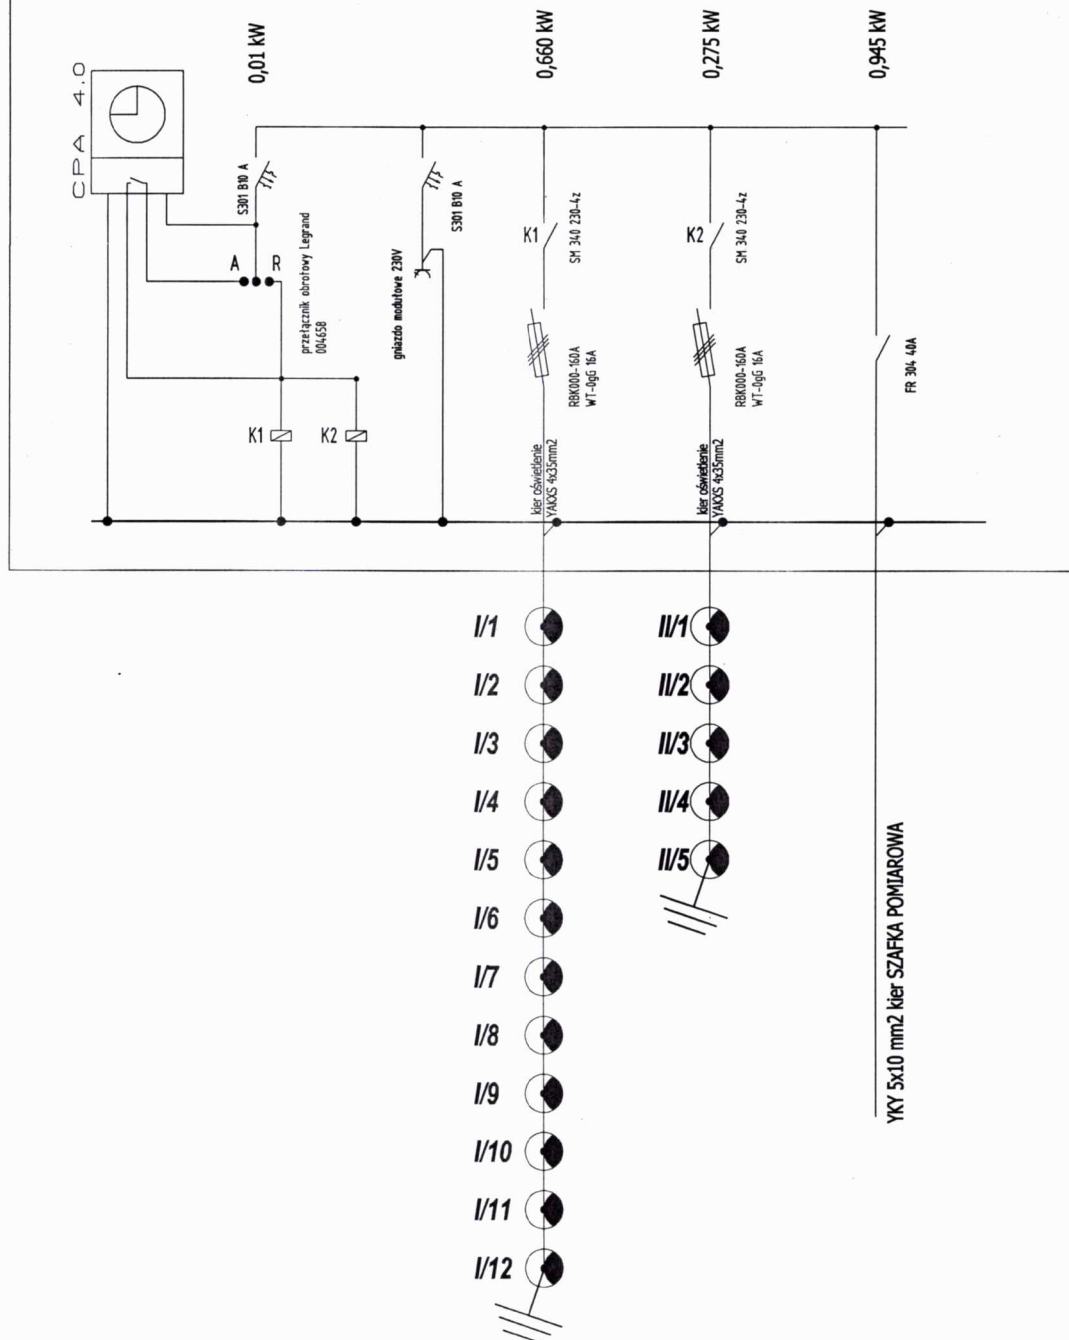 CPA 4.0
0,01 kW
0,660 kW
0,275 kW
0,945 kW
S301 B10 A
A
R
przełącznik obrotowy Legrand
004658
gniazdo modułowe 230V
S301 B10 A
K1
SM 340 230-4z
K2
SM 340 230-4z
RBK000-160A
WT-0gG 16A
RBK000-160A
WT-0gG 16A
FR 304 40A
K1
K2
kier oświetlenie
YAKXS 4x35mm2
kier oświetlenie
YAKXS 4x35mm2
I/1
I/2
I/3
I/4
I/5
I/6
I/7
I/8
I/9
I/10
I/11
I/12
II/1
II/2
II/3
II/4
II/5
YKY 5x10 mm2 kier SZAFKA POMIAROWA